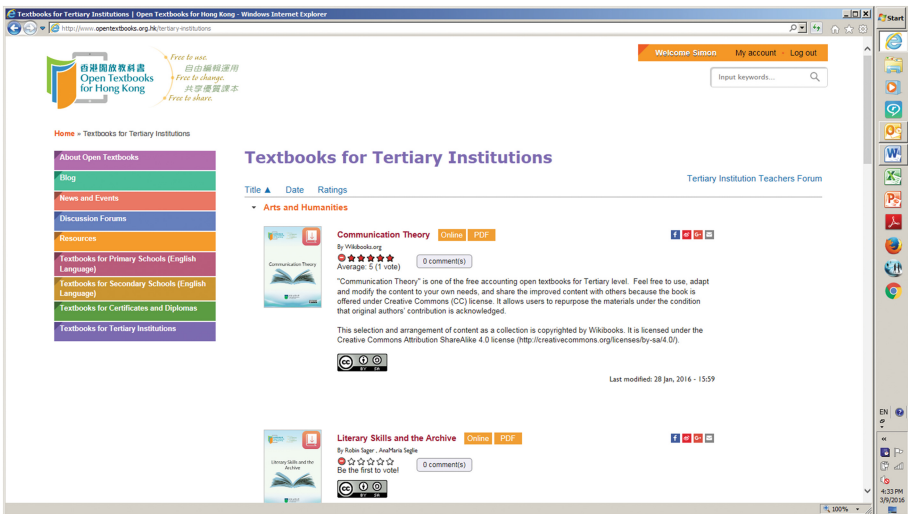 Textbooks for Tertiary Institutions | Open Textbooks for Hong Kong - Windows Internet Explorer
http://www.opentextbooks.org.hk/tertiary-institutions
Start
香港開放教科書
Open Textbooks
for Hong Kong
Free to use.
自由編輯運用
Free to change.
共享優質課本
Free to share.
Welcome Simon My account Log out
Input keywords...
Home » Textbooks for Tertiary Institutions
About Open Textbooks
Blog
News and Events
Discussion Forums
Resources
Textbooks for Primary Schools (English
Language)
Textbooks for Secondary Schools (English
Language)
Textbooks for Certificates and Diplomas
Textbooks for Tertiary Institutions
Textbooks for Tertiary Institutions
Tertiary Institution Teachers Forum
Title ▲ Date Ratings
Arts and Humanities
Communication Theory
Communication Theory Online PDF
By Wikibooks.org
Average: 5 (1 vote)
0 comment(s)
"Communication Theory" is one of the free accounting open textbooks for Tertiary level. Feel free to use, adapt
and modify the content to your own needs, and share the improved content with others because the book is
offered under Creative Commons (CC) license. It allows users to repurpose the materials under the condition
that original authors' contribution is acknowledged.
This selection and arrangement of content as a collection is copyrighted by Wikibooks. It is licensed under the
Creative Commons Attribution ShareAlike 4.0 license (http://creativecommons.org/licenses/by-sa/4.0/).
cc BY SA
Last modified: 28 Jan, 2016 - 15:59
Literary Skills and the
Archive
Literary Skills and the Archive Online PDF
By Robin Sager , AnaMaria Seglie
Be the first to vote!
0 comment(s)
cc BY SA
EN
4:33 PM
3/9/2016
100%